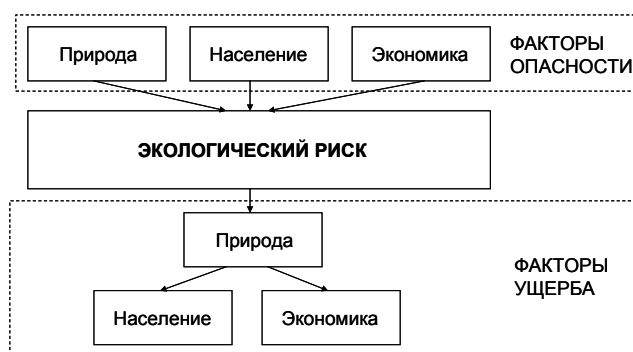 Природа
Население
Экономика
ФАКТОРЫ
ОПАСНОСТИ
ЭКОЛОГИЧЕСКИЙ РИСК
Природа
Население
Экономика
ФАКТОРЫ
УЩЕРБА